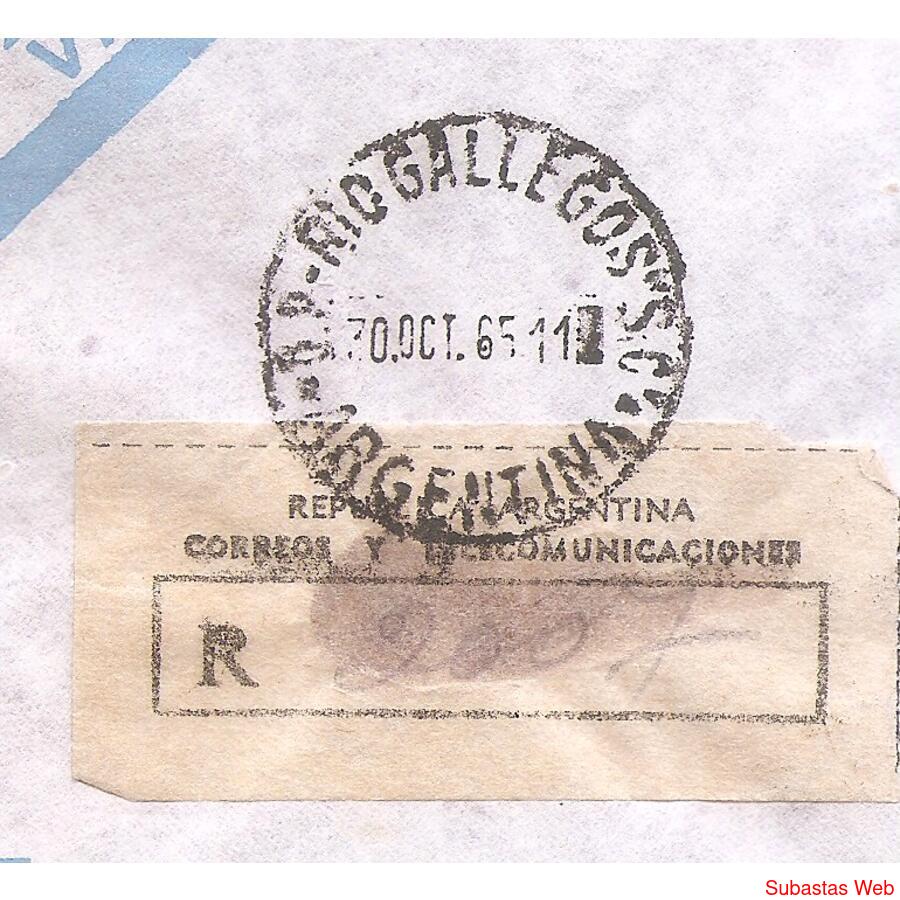 RIO GALLEGOS
S.C.
30.OCT.65.11
ARGENTINA
REPUBLICA ARGENTINA
CORREOS Y TELECOMUNICACIONES
R
Subastas Web